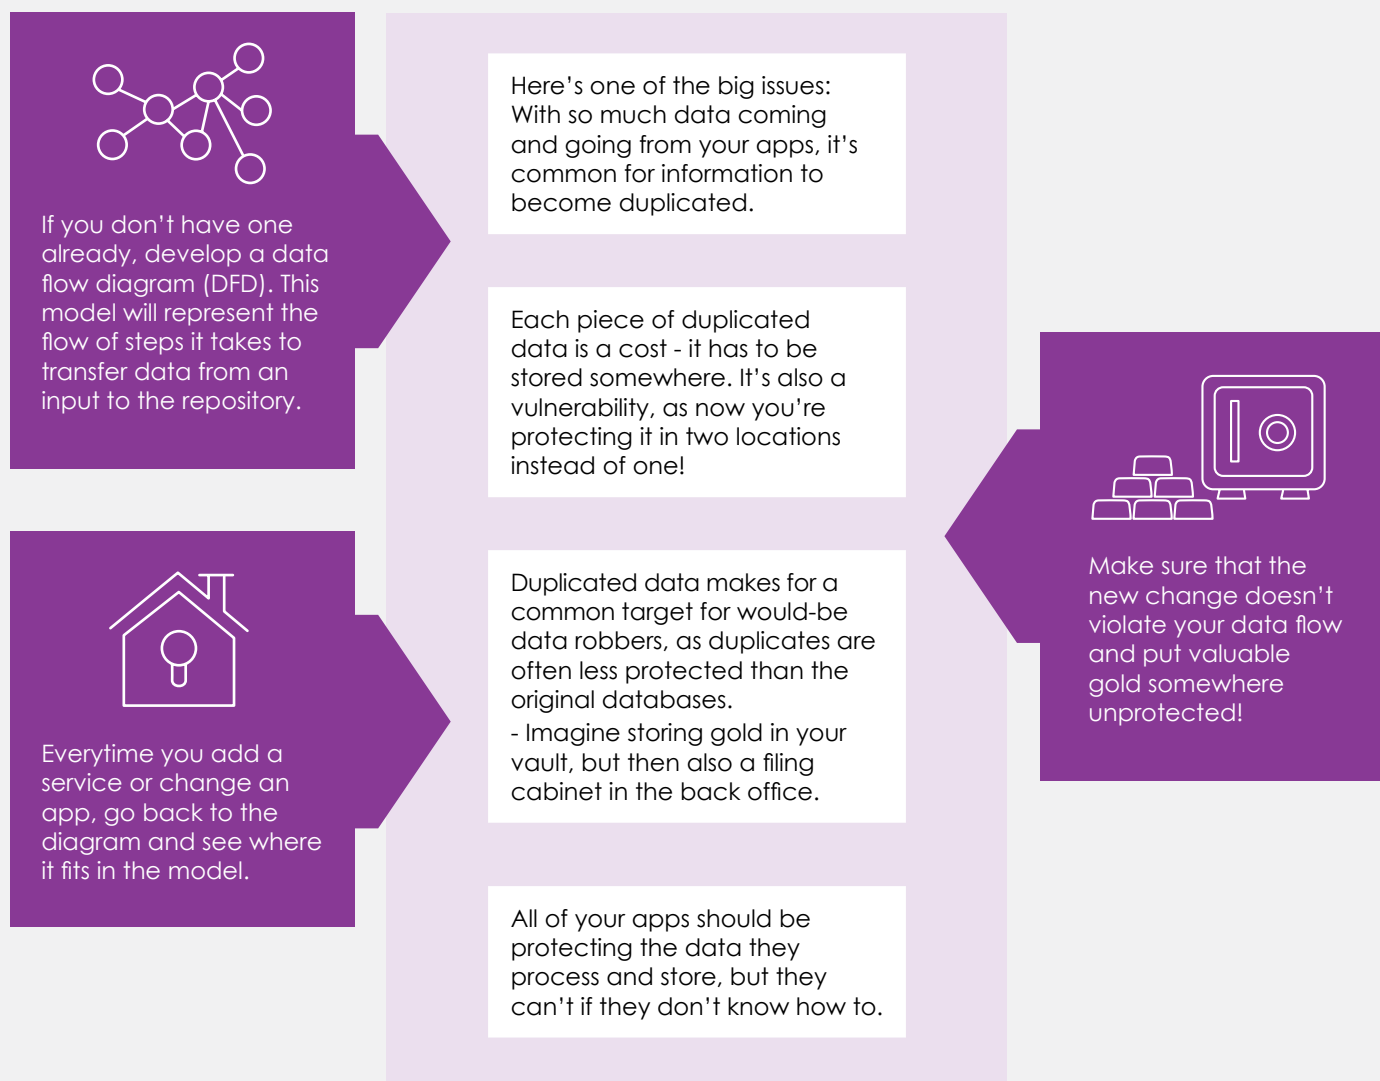 If you don't have one
already, develop a data
flow diagram (DFD). This
model will represent the
flow of steps it takes to
transfer data from an
input to the repository.
Everytime you add a
service or change an
app, go back to the
diagram and see where
it fits in the model.
Here's one of the big issues:
With so much data coming
and going from your apps, it's
common for information to
become duplicated.
Each piece of duplicated
data is a cost - it has to be
stored somewhere. It's also a
vulnerability, as now you're
protecting it in two locations
instead of one!
Duplicated data makes for a
common target for would-be
data robbers, as duplicates are
often less protected than the
original databases.
- Imagine storing gold in your
vault, but then also a filing
cabinet in the back office.
All of your apps should be
protecting the data they
process and store, but they
can't if they don't know how to.
Make sure that the
new change doesn't
violate your data flow
and put valuable
gold somewhere
unprotected!